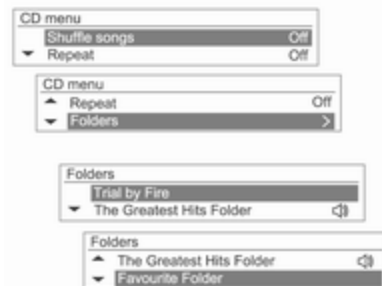 CD menu
Shuffle songs Off
Repeat Off
CD menu
Repeat Off
Folders >
Folders
Trial by Fire
The Greatest Hits Folder
Folders
The Greatest Hits Folder
Favourite Folder